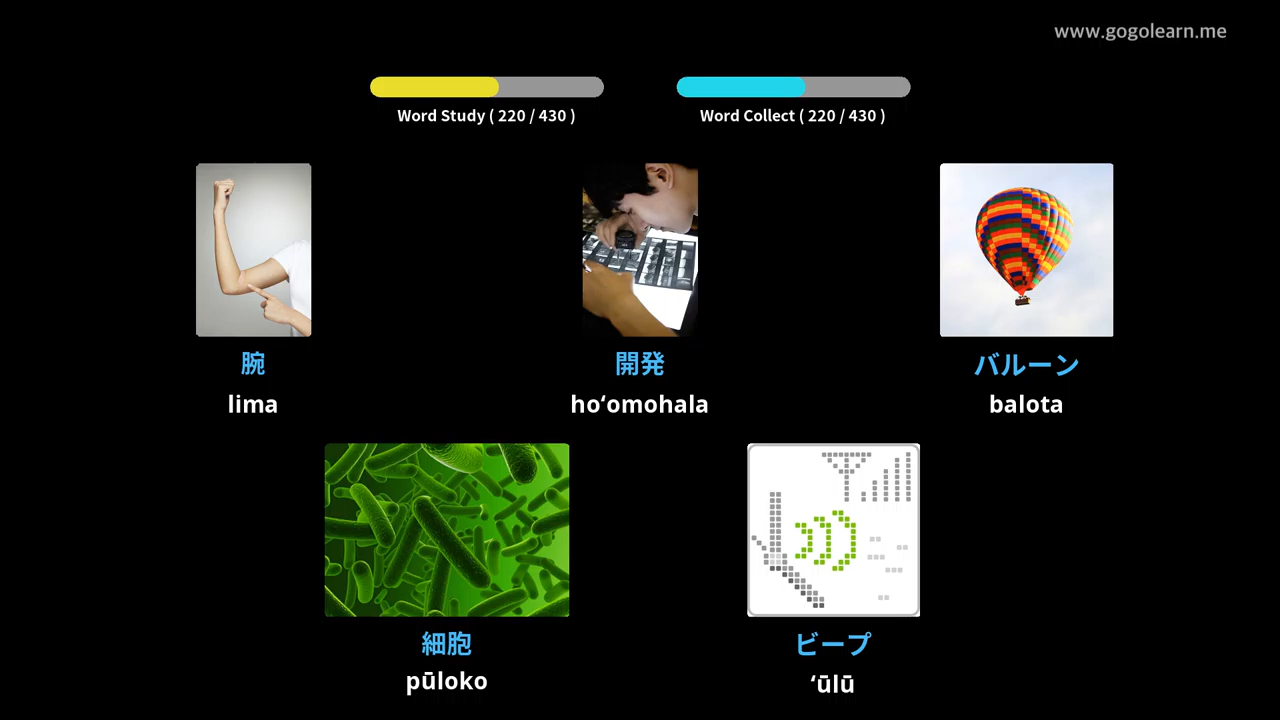 www.gogolearn.me
Word Study ( 220 / 430 )
Word Collect ( 220 / 430 )
腕
lima
開発
hoʻomohala
バルーン
balota
細胞
pūloko
ビープ
ʻūlū